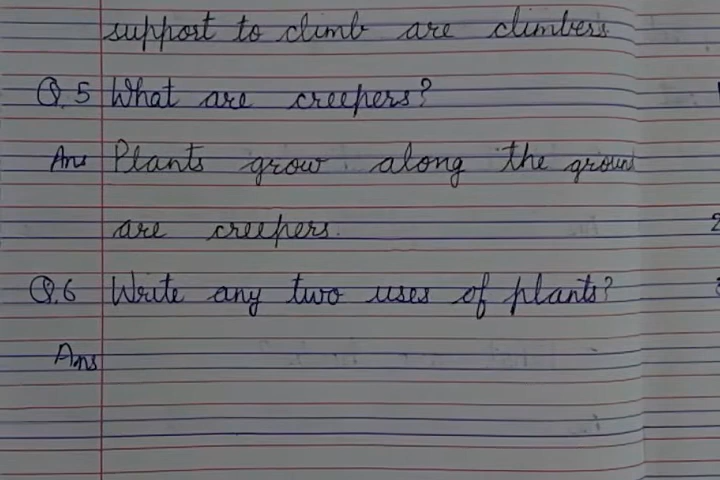 support to climb are climbers
Q.5 What are creepers?
Ans Plants grow along the ground
are creepers.
Q.6 Write any two uses of plants?
Ans